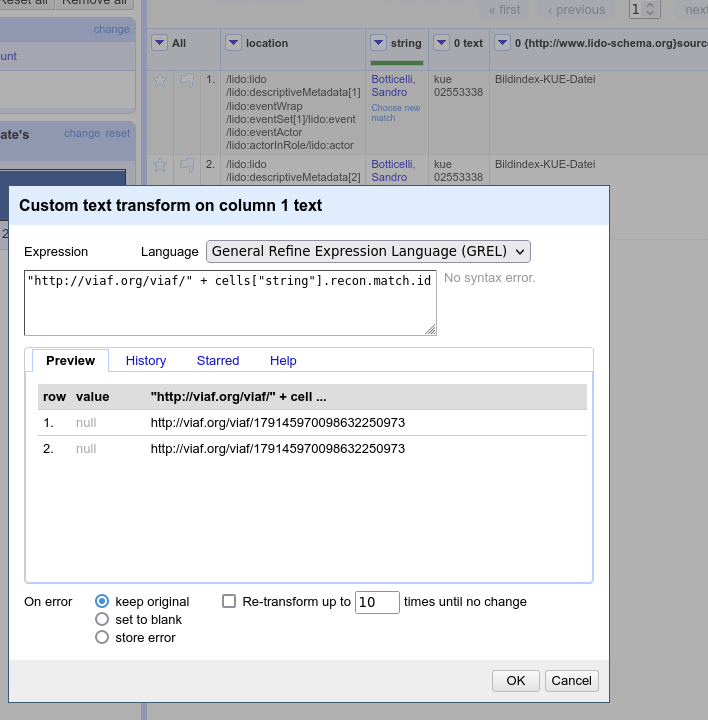 Reset all Remove all
« first ‹ previous 1 next
change
All location string 0 text 0 {http://www.lido-schema.org}source
unt
1. /lido:lido Botticelli, kue Bildindex-KUE-Datei
/lido:descriptiveMetadata[1] Sandro 02553338
/lido:eventWrap Choose new
/lido:eventSet[1]/lido:event match
/lido:eventActor
/lido:actorInRole/lido:actor
ate's change reset
2. /lido:lido Botticelli, kue Bildindex-KUE-Datei
/lido:descriptiveMetadata[2] Sandro 02553338
2
Custom text transform on column 1 text
Expression Language General Refine Expression Language (GREL)
"http://viaf.org/viaf/" + cells["string"].recon.match.id No syntax error.
Preview History Starred Help
row value "http://viaf.org/viaf/" + cell ...
1. null http://viaf.org/viaf/179145970098632250973
2. null http://viaf.org/viaf/179145970098632250973
On error keep original Re-transform up to 10 times until no change
set to blank
store error
OK Cancel